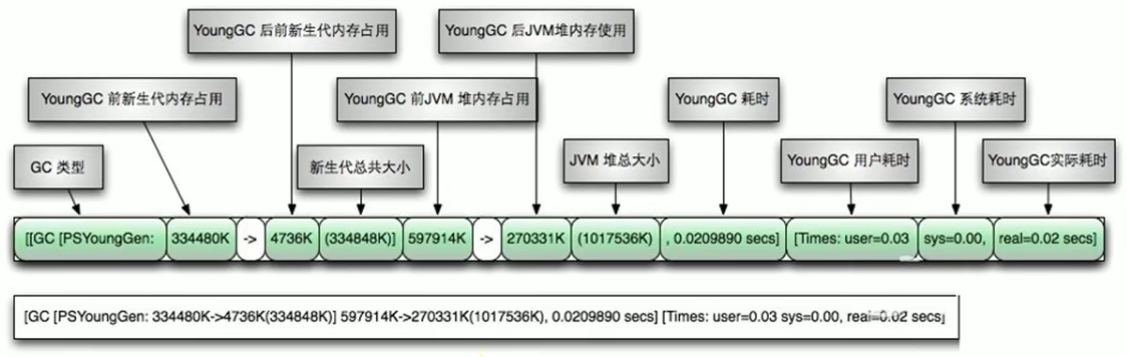 YoungGC 后前新生代内存占用
YoungGC 后JVM堆内存使用
YoungGC 前新生代内存占用
YoungGC 前JVM 堆内存占用
YoungGC 耗时
YoungGC 系统耗时
GC 类型
新生代总共大小
JVM 堆总大小
YoungGC 用户耗时
YoungGC实际耗时
[[GC [PSYoungGen: 334480K -> 4736K (334848K)] 597914K -> 270331K (1017536K) , 0.0209890 secs] [Times: user=0.03 sys=0.00, real=0.02 secs]
[GC [PSYoungGen: 334480K->4736K(334848K)] 597914K->270331K(1017536K), 0.0209890 secs] [Times: user=0.03 sys=0.00, real=0.02 secs]